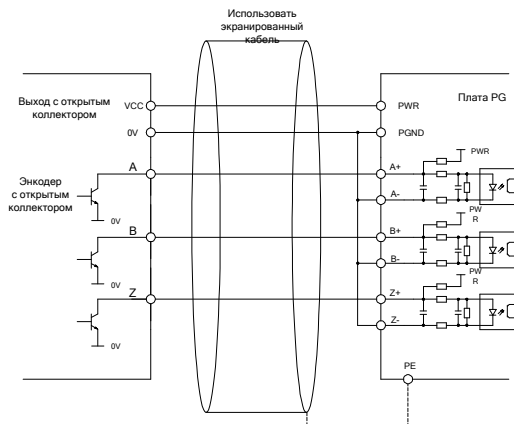 Использовать
экранированный
кабель
Выход с открытым
коллектором
VCC
PWR
Плата PG
0V
PGND
Энкодер
с открытым
коллектором
A
A+
PWR
A-
0V
B
B+
PW
R
B-
0V
Z
Z+
PW
R
Z-
0V
PE